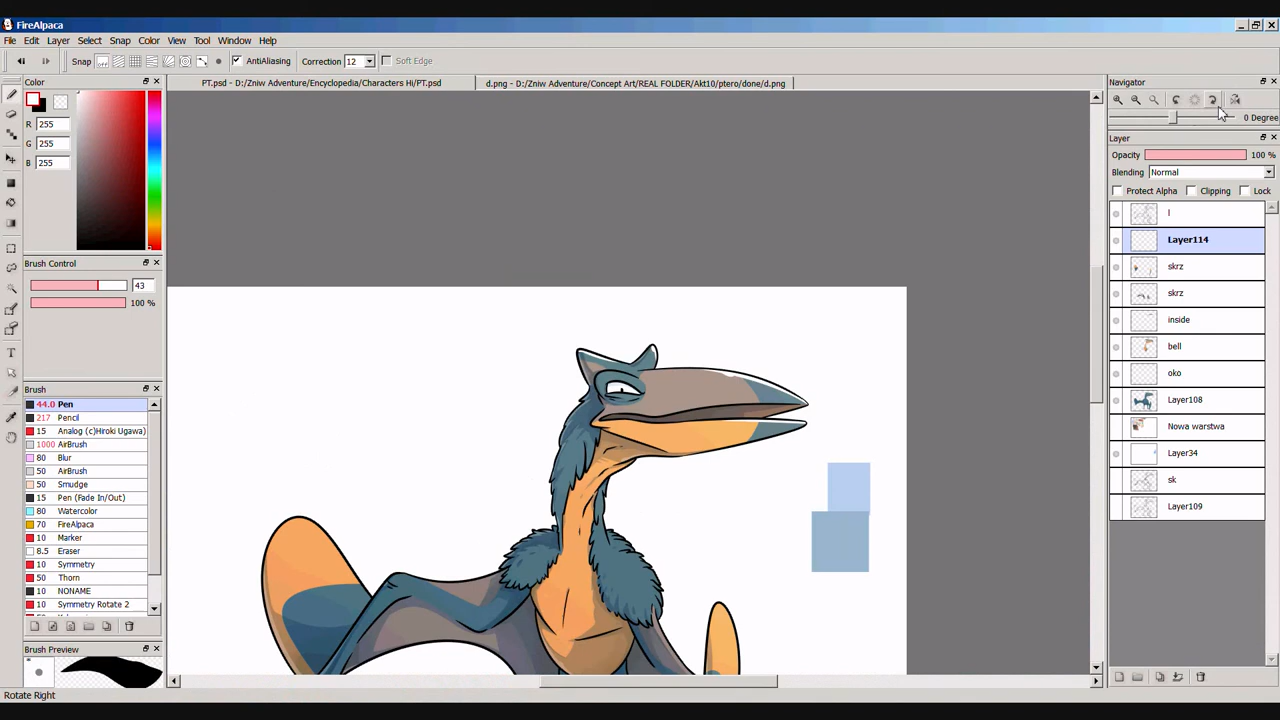 FireAlpaca
File Edit Layer Select Snap Color View Tool Window Help
Snap off AntiAliasing Correction 12 Soft Edge
Color
R 255
G 255
B 255
Brush Control
43
100 %
Brush
44.0 Pen
217 Pencil
15 Analog (c)Hiroki Ugawa)
1000 AirBrush
80 Blur
50 AirBrush
50 Smudge
15 Pen (Fade In/Out)
80 Watercolor
70 FireAlpaca
10 Marker
8.5 Eraser
10 Symmetry
50 Thorn
10 NONAME
10 Symmetry Rotate 2
Brush Preview
Rotate Right
PT.psd - D:/Zniw Adventure/Encyclopedia/Characters Hi/PT.psd
d.png - D:/Zniw Adventure/Concept Art/REAL FOLDER/Akt10/ptero/done/d.png
Navigator
0 Degree
Layer
Opacity 100 %
Blending Normal
Protect Alpha Clipping Lock
l
Layer114
skrz
skrz
inside
bell
oko
Layer108
Nowa warstwa
Layer34
sk
Layer109